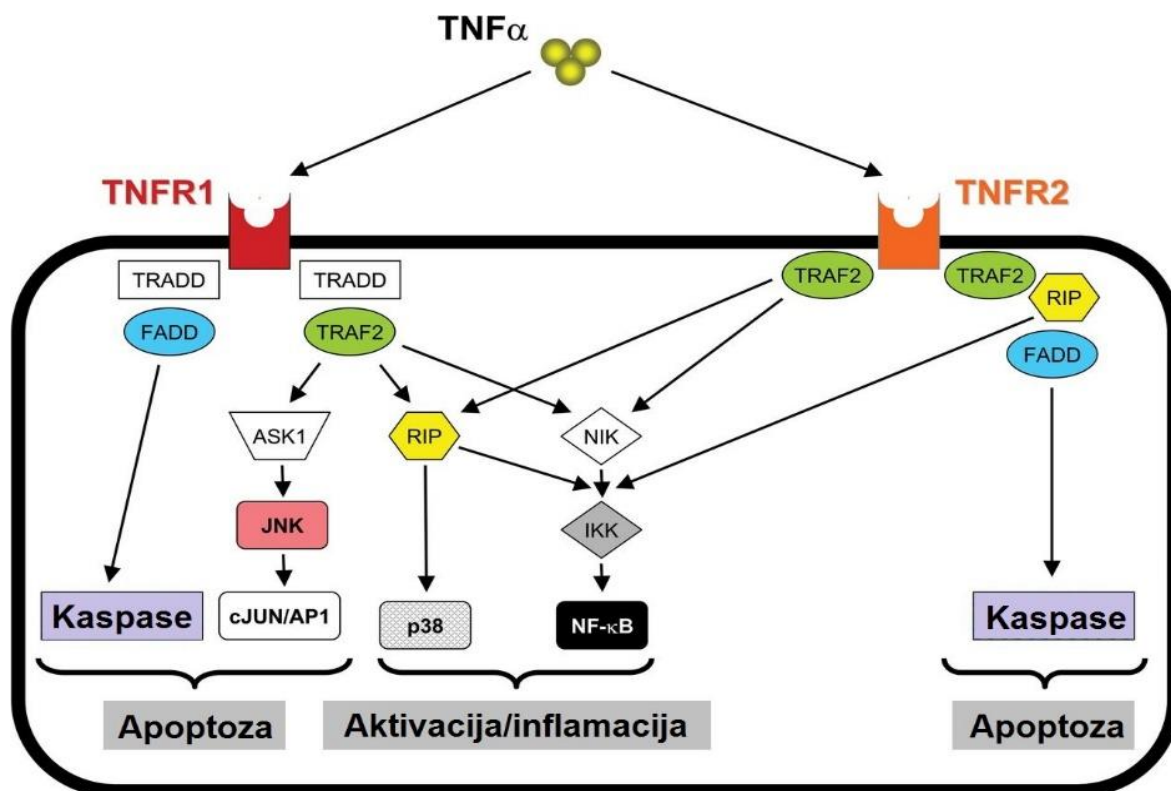 TNFα
TNFR1
TNFR2
TRADD
TRADD
TRAF2
TRAF2
RIP
FADD
TRAF2
FADD
ASK1
RIP
NIK
JNK
IKK
Kaspase
cJUN/AP1
p38
NF-κB
Kaspase
Apoptoza
Aktivacija/inflamacija
Apoptoza